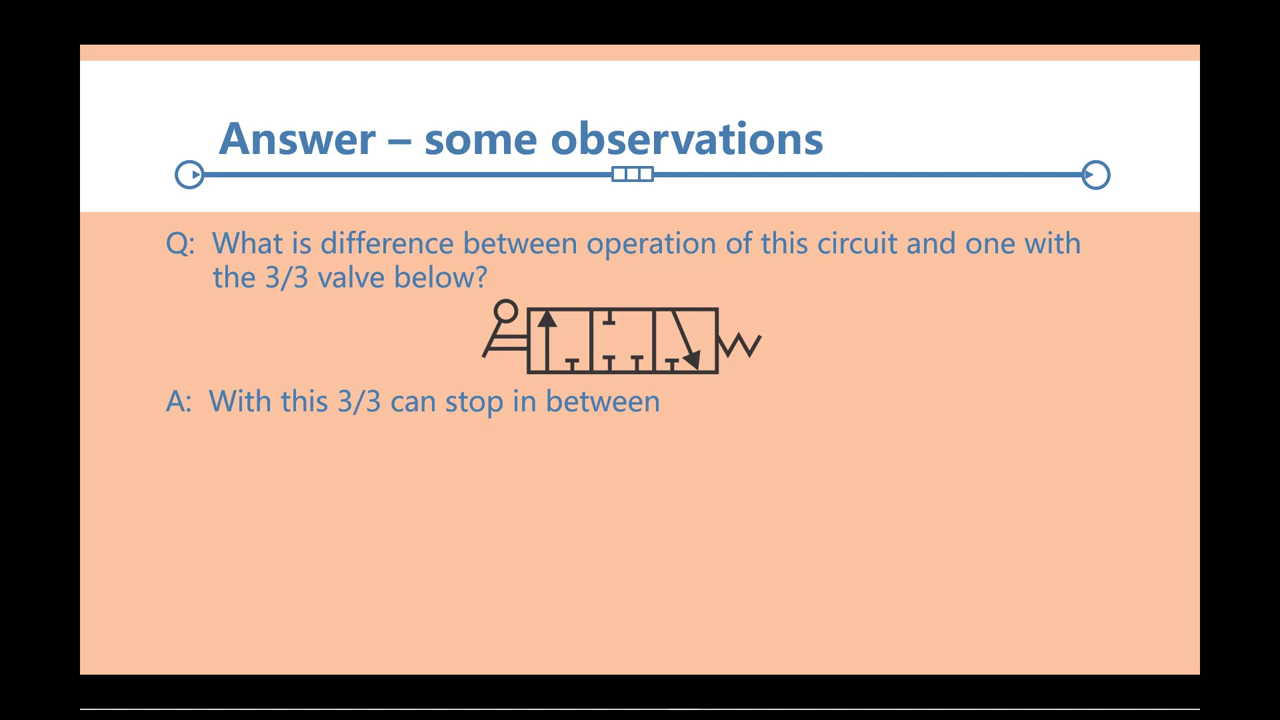 Answer – some observations
Q: What is difference between operation of this circuit and one with
the 3/3 valve below?
A: With this 3/3 can stop in between